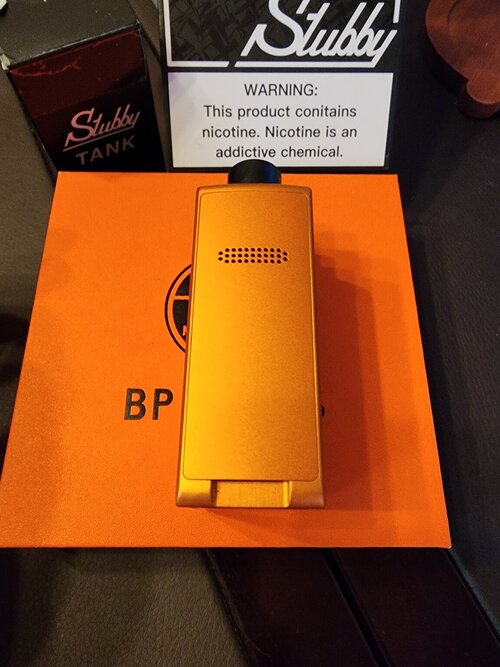 Stubby
WARNING:
This product conitains
nicotine. Nicotine is an
addictive chemical.
Stubby
TANK
BP